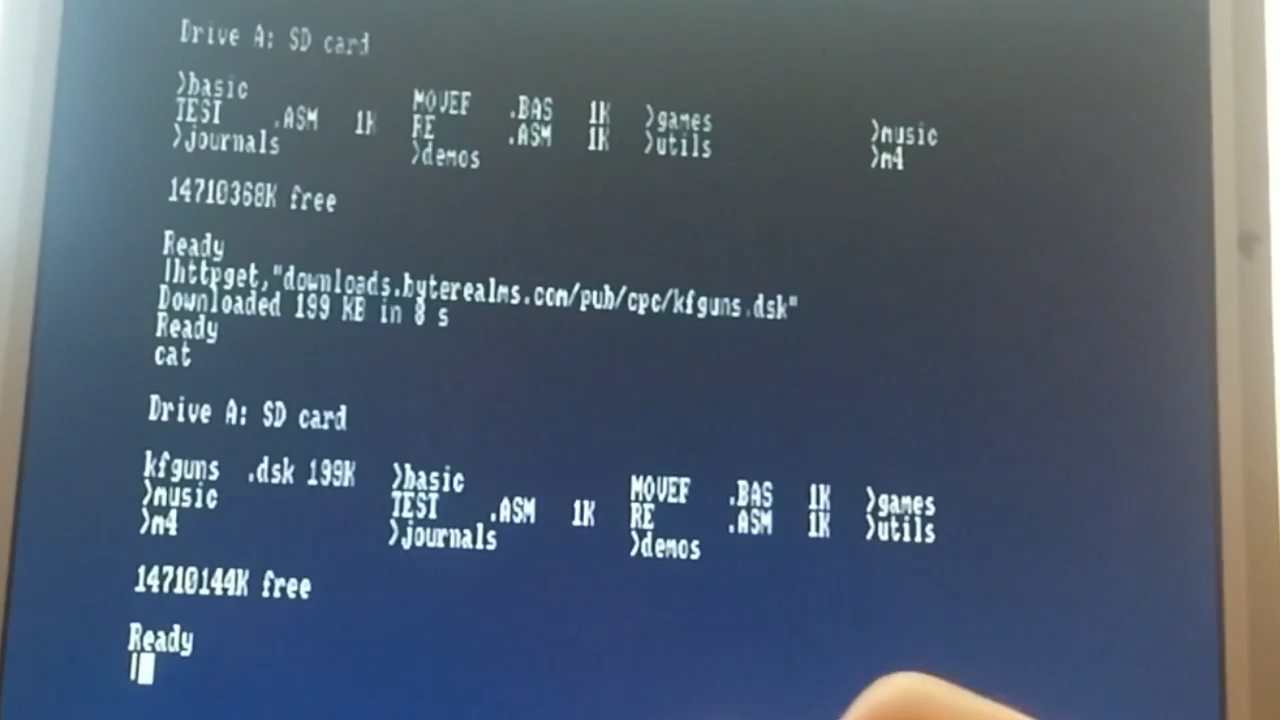 Drive A: SD card
>basic MOVEF .BAS 1K >games >music
TEST .ASM 1K RE .ASM 1K >utils >m4
>journals >demos
14710368K free
Ready
|httpget,"downloads.byterealms.com/pub/cpc/kfguns.dsk"
Downloaded 199 KB in 8 s
Ready
cat
Drive A: SD card
kfguns .dsk 199K >basic MOVEF .BAS 1K >games
>music TEST .ASM 1K RE .ASM 1K >utils
>m4 >journals >demos
14710144K free
Ready
|